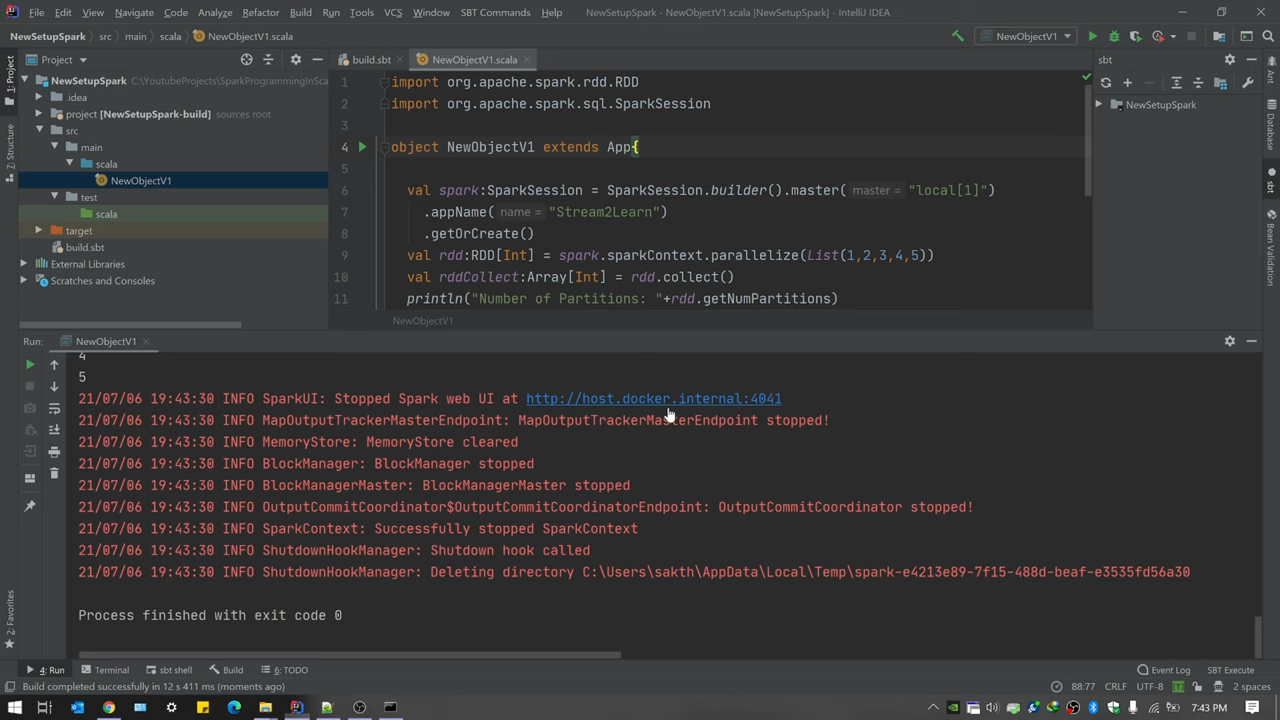 File Edit View Navigate Code Analyze Refactor Build Run Tools VCS Window SBT Commands Help NewSetupSpark - NewObjectV1.scala [NewSetupSpark] - IntelliJ IDEA
NewSetupSpark src main scala NewObjectV1.scala NewObjectV1
Project build.sbt NewObjectV1.scala sbt
NewSetupSpark C:\YoutubeProjects\SparkProgrammingInSc
.idea
project [NewSetupSpark-build] sources root
src
main
scala
NewObjectV1
test
scala
target
build.sbt
External Libraries
Scratches and Consoles
1: Project
7: Structure
2: Favorites
1 import org.apache.spark.rdd.RDD
2 import org.apache.spark.sql.SparkSession
3
4 object NewObjectV1 extends App{
5
6 val spark:SparkSession = SparkSession.builder().master( master = "local[1]")
7 .appName( name = "Stream2Learn")
8 .getOrCreate()
9 val rdd:RDD[Int] = spark.sparkContext.parallelize(List(1,2,3,4,5))
10 val rddCollect:Array[Int] = rdd.collect()
11 println("Number of Partitions: "+rdd.getNumPartitions)
NewObjectV1
NewSetupSpark
Ant
Database
sbt
Bean Validation
Run: NewObjectV1
4
5
21/07/06 19:43:30 INFO SparkUI: Stopped Spark web UI at http://host.docker.internal:4041
21/07/06 19:43:30 INFO MapOutputTrackerMasterEndpoint: MapOutputTrackerMasterEndpoint stopped!
21/07/06 19:43:30 INFO MemoryStore: MemoryStore cleared
21/07/06 19:43:30 INFO BlockManager: BlockManager stopped
21/07/06 19:43:30 INFO BlockManagerMaster: BlockManagerMaster stopped
21/07/06 19:43:30 INFO OutputCommitCoordinator$OutputCommitCoordinatorEndpoint: OutputCommitCoordinator stopped!
21/07/06 19:43:30 INFO SparkContext: Successfully stopped SparkContext
21/07/06 19:43:30 INFO ShutdownHookManager: Shutdown hook called
21/07/06 19:43:30 INFO ShutdownHookManager: Deleting directory C:\Users\sakth\AppData\Local\Temp\spark-e4213e89-7f15-488d-beaf-e3535fd56a30
Process finished with exit code 0
4: Run Terminal sbt shell Build 6: TODO Event Log SBT Execute
Build completed successfully in 12 s 411 ms (moments ago) 88:77 CRLF UTF-8 2 spaces
7:43 PM